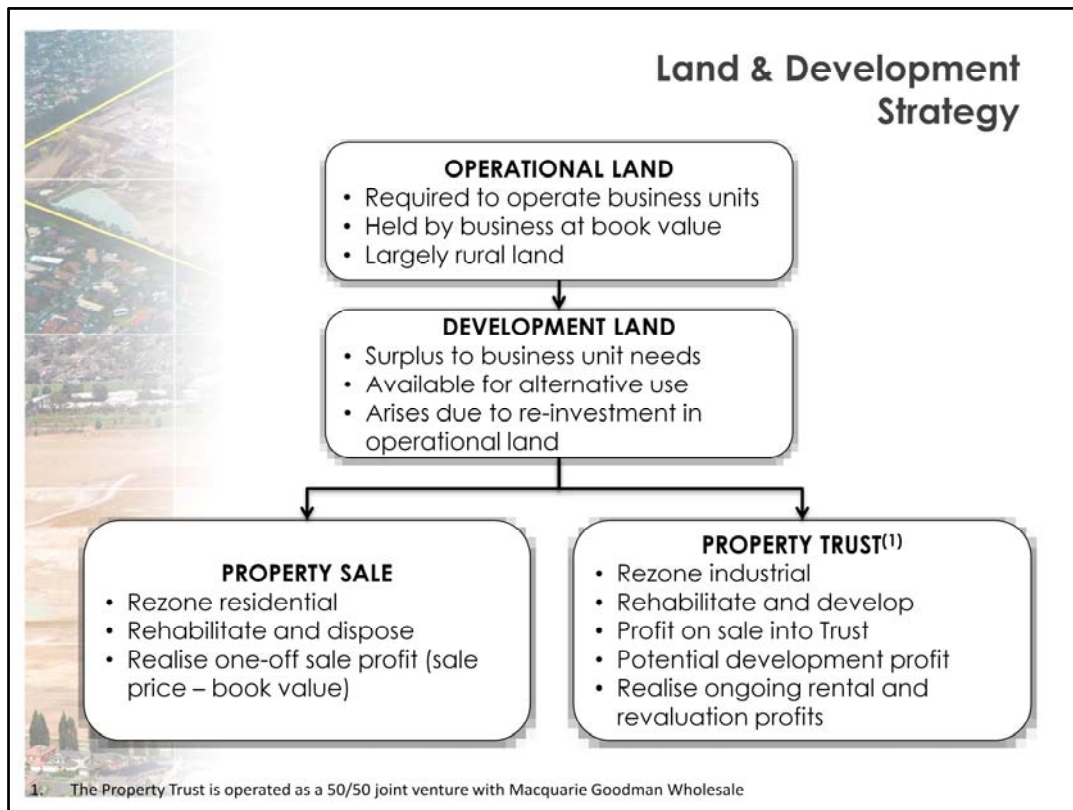 Land & Development
Strategy
OPERATIONAL LAND
• Required to operate business units
• Held by business at book value
• Largely rural land
DEVELOPMENT LAND
• Surplus to business unit needs
• Available for alternative use
• Arises due to re-investment in
operational land
PROPERTY SALE
• Rezone residential
• Rehabilitate and dispose
• Realise one-off sale profit (sale
price – book value)
PROPERTY TRUST(1)
• Rezone industrial
• Rehabilitate and develop
• Profit on sale into Trust
• Potential development profit
• Realise ongoing rental and
revaluation profits
1. The Property Trust is operated as a 50/50 joint venture with Macquarie Goodman Wholesale